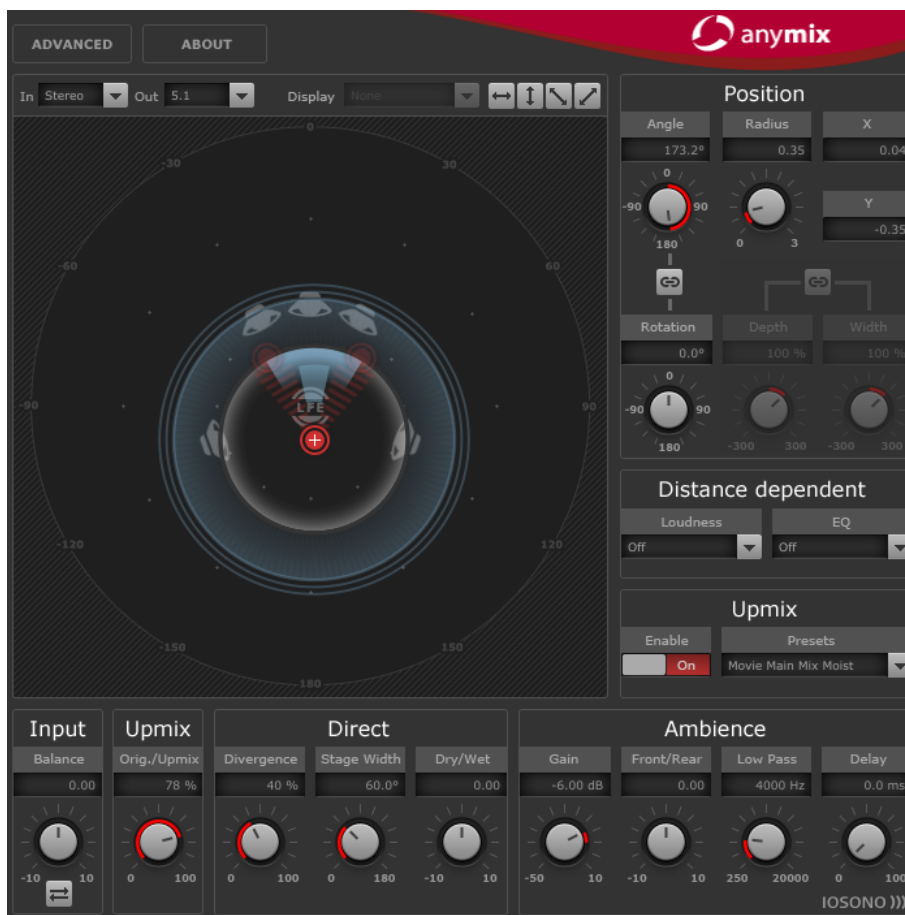 ADVANCED ABOUT anymix
In Stereo Out 5.1 Display None
Position
Angle Radius X
173.2° 0.35 0.04
0
-90 90
180
0 3
Y
-0.35
Rotation Depth Width
0.0° 100 % 100 %
0
-90 90
180
-300 300
-300 300
0
-30 30
-60 60
-90 90
-120 120
-150 150
180
LFE
Distance dependent
Loudness EQ
Off Off
Upmix
Enable Presets
On Movie Main Mix Moist
Input
Balance
0.00
-10 10
Upmix
Orig./Upmix
78 %
0 100
Direct
Divergence Stage Width Dry/Wet
40 % 60.0° 0.00
0 100 0 180 -10 10
Ambience
Gain Front/Rear Low Pass Delay
-6.00 dB 0.00 4000 Hz 0.0 ms
-50 10 -10 10 250 20000 0 100
IOSONO )))